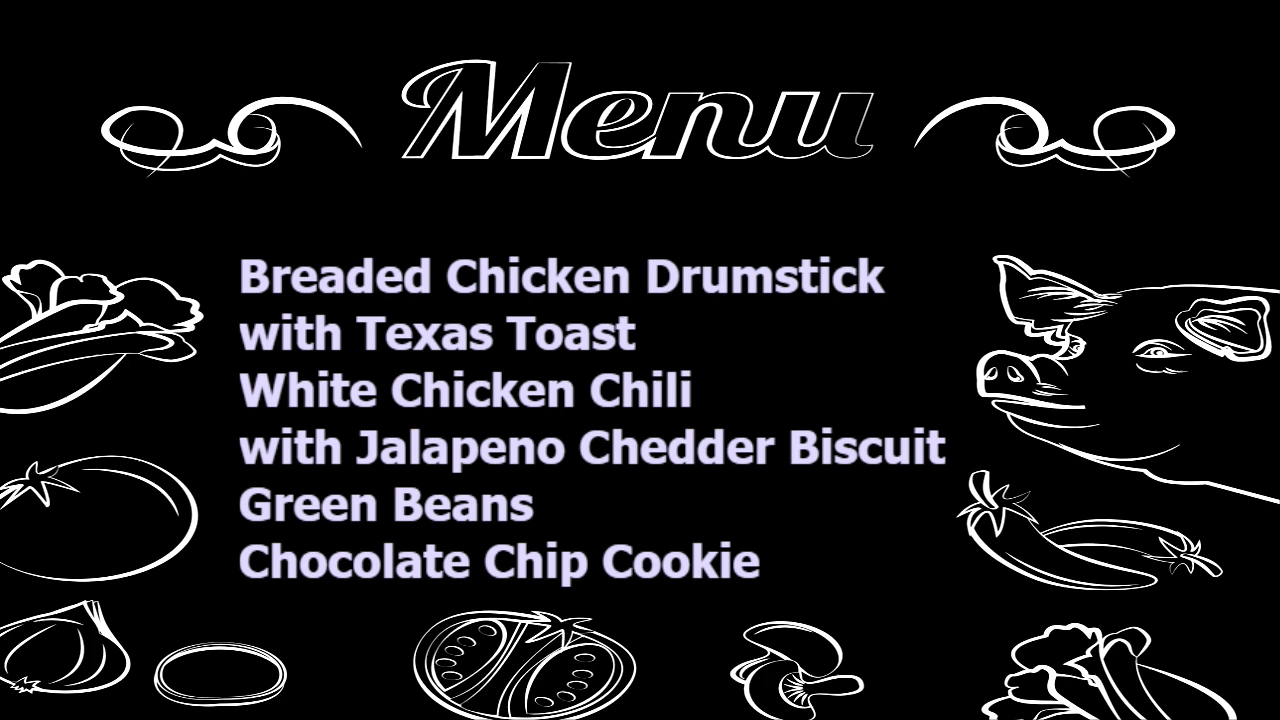 Menu
Breaded Chicken Drumstick
with Texas Toast
White Chicken Chili
with Jalapeno Chedder Biscuit
Green Beans
Chocolate Chip Cookie